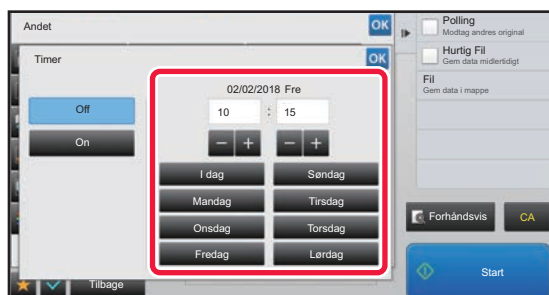 Andet
OK
Timer
OK
Off
On
02/02/2018 Fre
10 : 15
− + − +
I dag Søndag
Mandag Tirsdag
Onsdag Torsdag
Fredag Lørdag
Tilbage
Polling
Modtag andres original
Hurtig Fil
Gem data midlertidigt
Fil
Gem data i mappe
Forhåndsvis
CA
Start